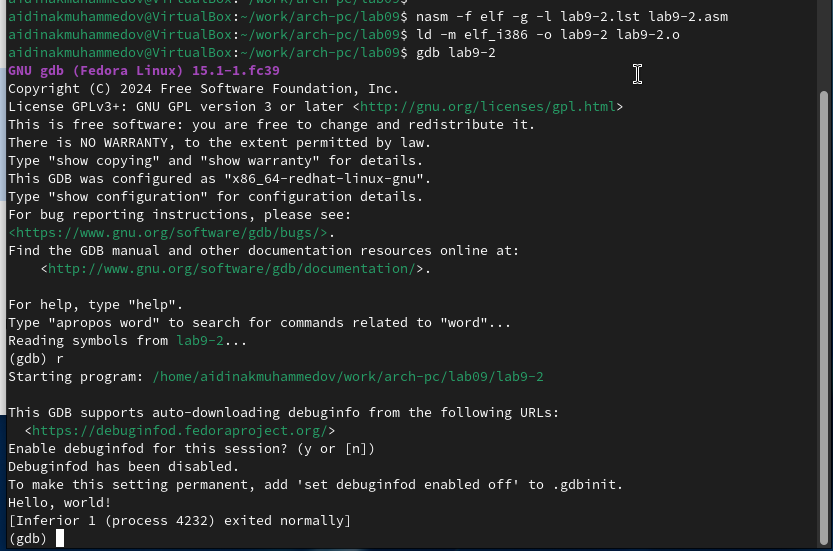 aidinakmuhammedov@VirtualBox:~/work/arch-pc/lab09$
aidinakmuhammedov@VirtualBox:~/work/arch-pc/lab09$ nasm -f elf -g -l lab9-2.lst lab9-2.asm
aidinakmuhammedov@VirtualBox:~/work/arch-pc/lab09$ ld -m elf_i386 -o lab9-2 lab9-2.o
aidinakmuhammedov@VirtualBox:~/work/arch-pc/lab09$ gdb lab9-2
GNU gdb (Fedora Linux) 15.1-1.fc39
Copyright (C) 2024 Free Software Foundation, Inc.
License GPLv3+: GNU GPL version 3 or later <http://gnu.org/licenses/gpl.html>
This is free software: you are free to change and redistribute it.
There is NO WARRANTY, to the extent permitted by law.
Type "show copying" and "show warranty" for details.
This GDB was configured as "x86_64-redhat-linux-gnu".
Type "show configuration" for configuration details.
For bug reporting instructions, please see:
<https://www.gnu.org/software/gdb/bugs/>.
Find the GDB manual and other documentation resources online at:
    <http://www.gnu.org/software/gdb/documentation/>.

For help, type "help".
Type "apropos word" to search for commands related to "word"...
Reading symbols from lab9-2...
(gdb) r
Starting program: /home/aidinakmuhammedov/work/arch-pc/lab09/lab9-2

This GDB supports auto-downloading debuginfo from the following URLs:
  <https://debuginfod.fedoraproject.org/>
Enable debuginfod for this session? (y or [n])
Debuginfod has been disabled.
To make this setting permanent, add 'set debuginfod enabled off' to .gdbinit.
Hello, world!
[Inferior 1 (process 4232) exited normally]
(gdb)